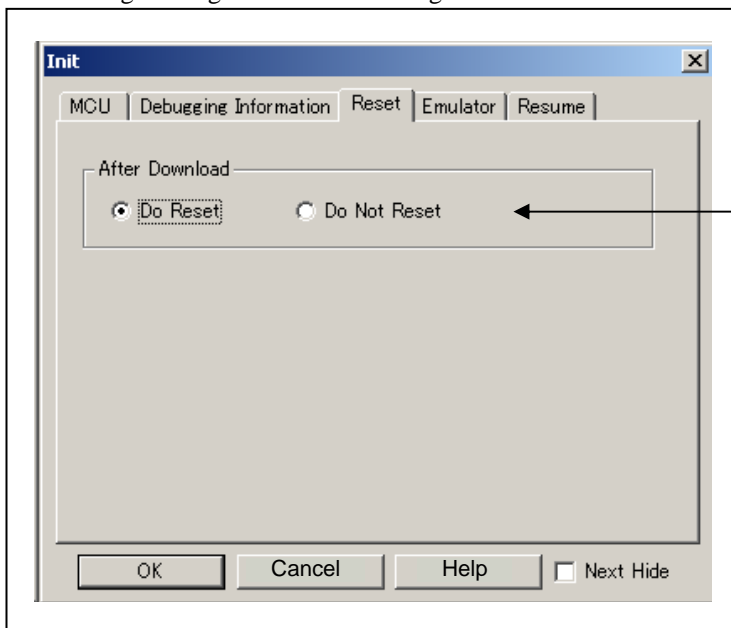 Init
MCU Debugging Information Reset Emulator Resume
After Download
Do Reset Do Not Reset
OK Cancel Help Next Hide